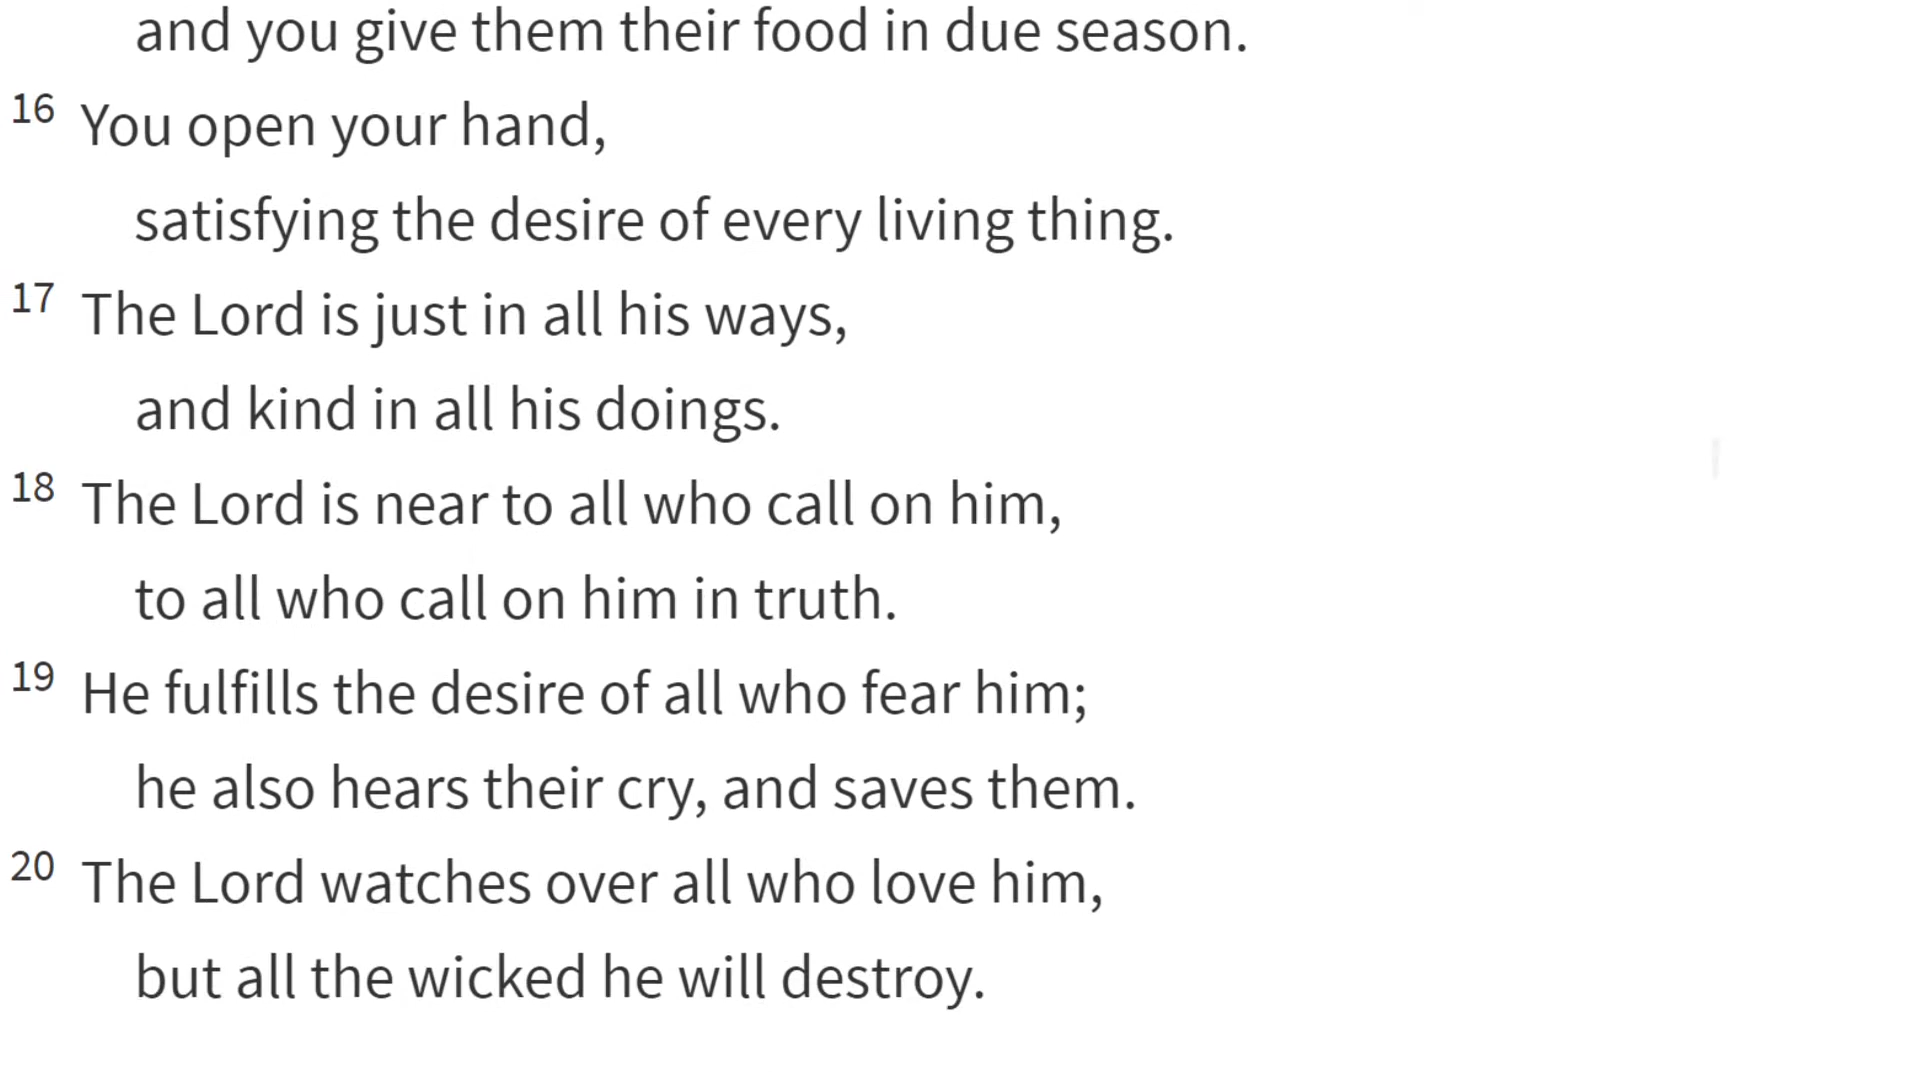 and you give them their food in due season.
16 You open your hand,
satisfying the desire of every living thing.
17 The Lord is just in all his ways,
and kind in all his doings.
18 The Lord is near to all who call on him,
to all who call on him in truth.
19 He fulfills the desire of all who fear him;
he also hears their cry, and saves them.
20 The Lord watches over all who love him,
but all the wicked he will destroy.